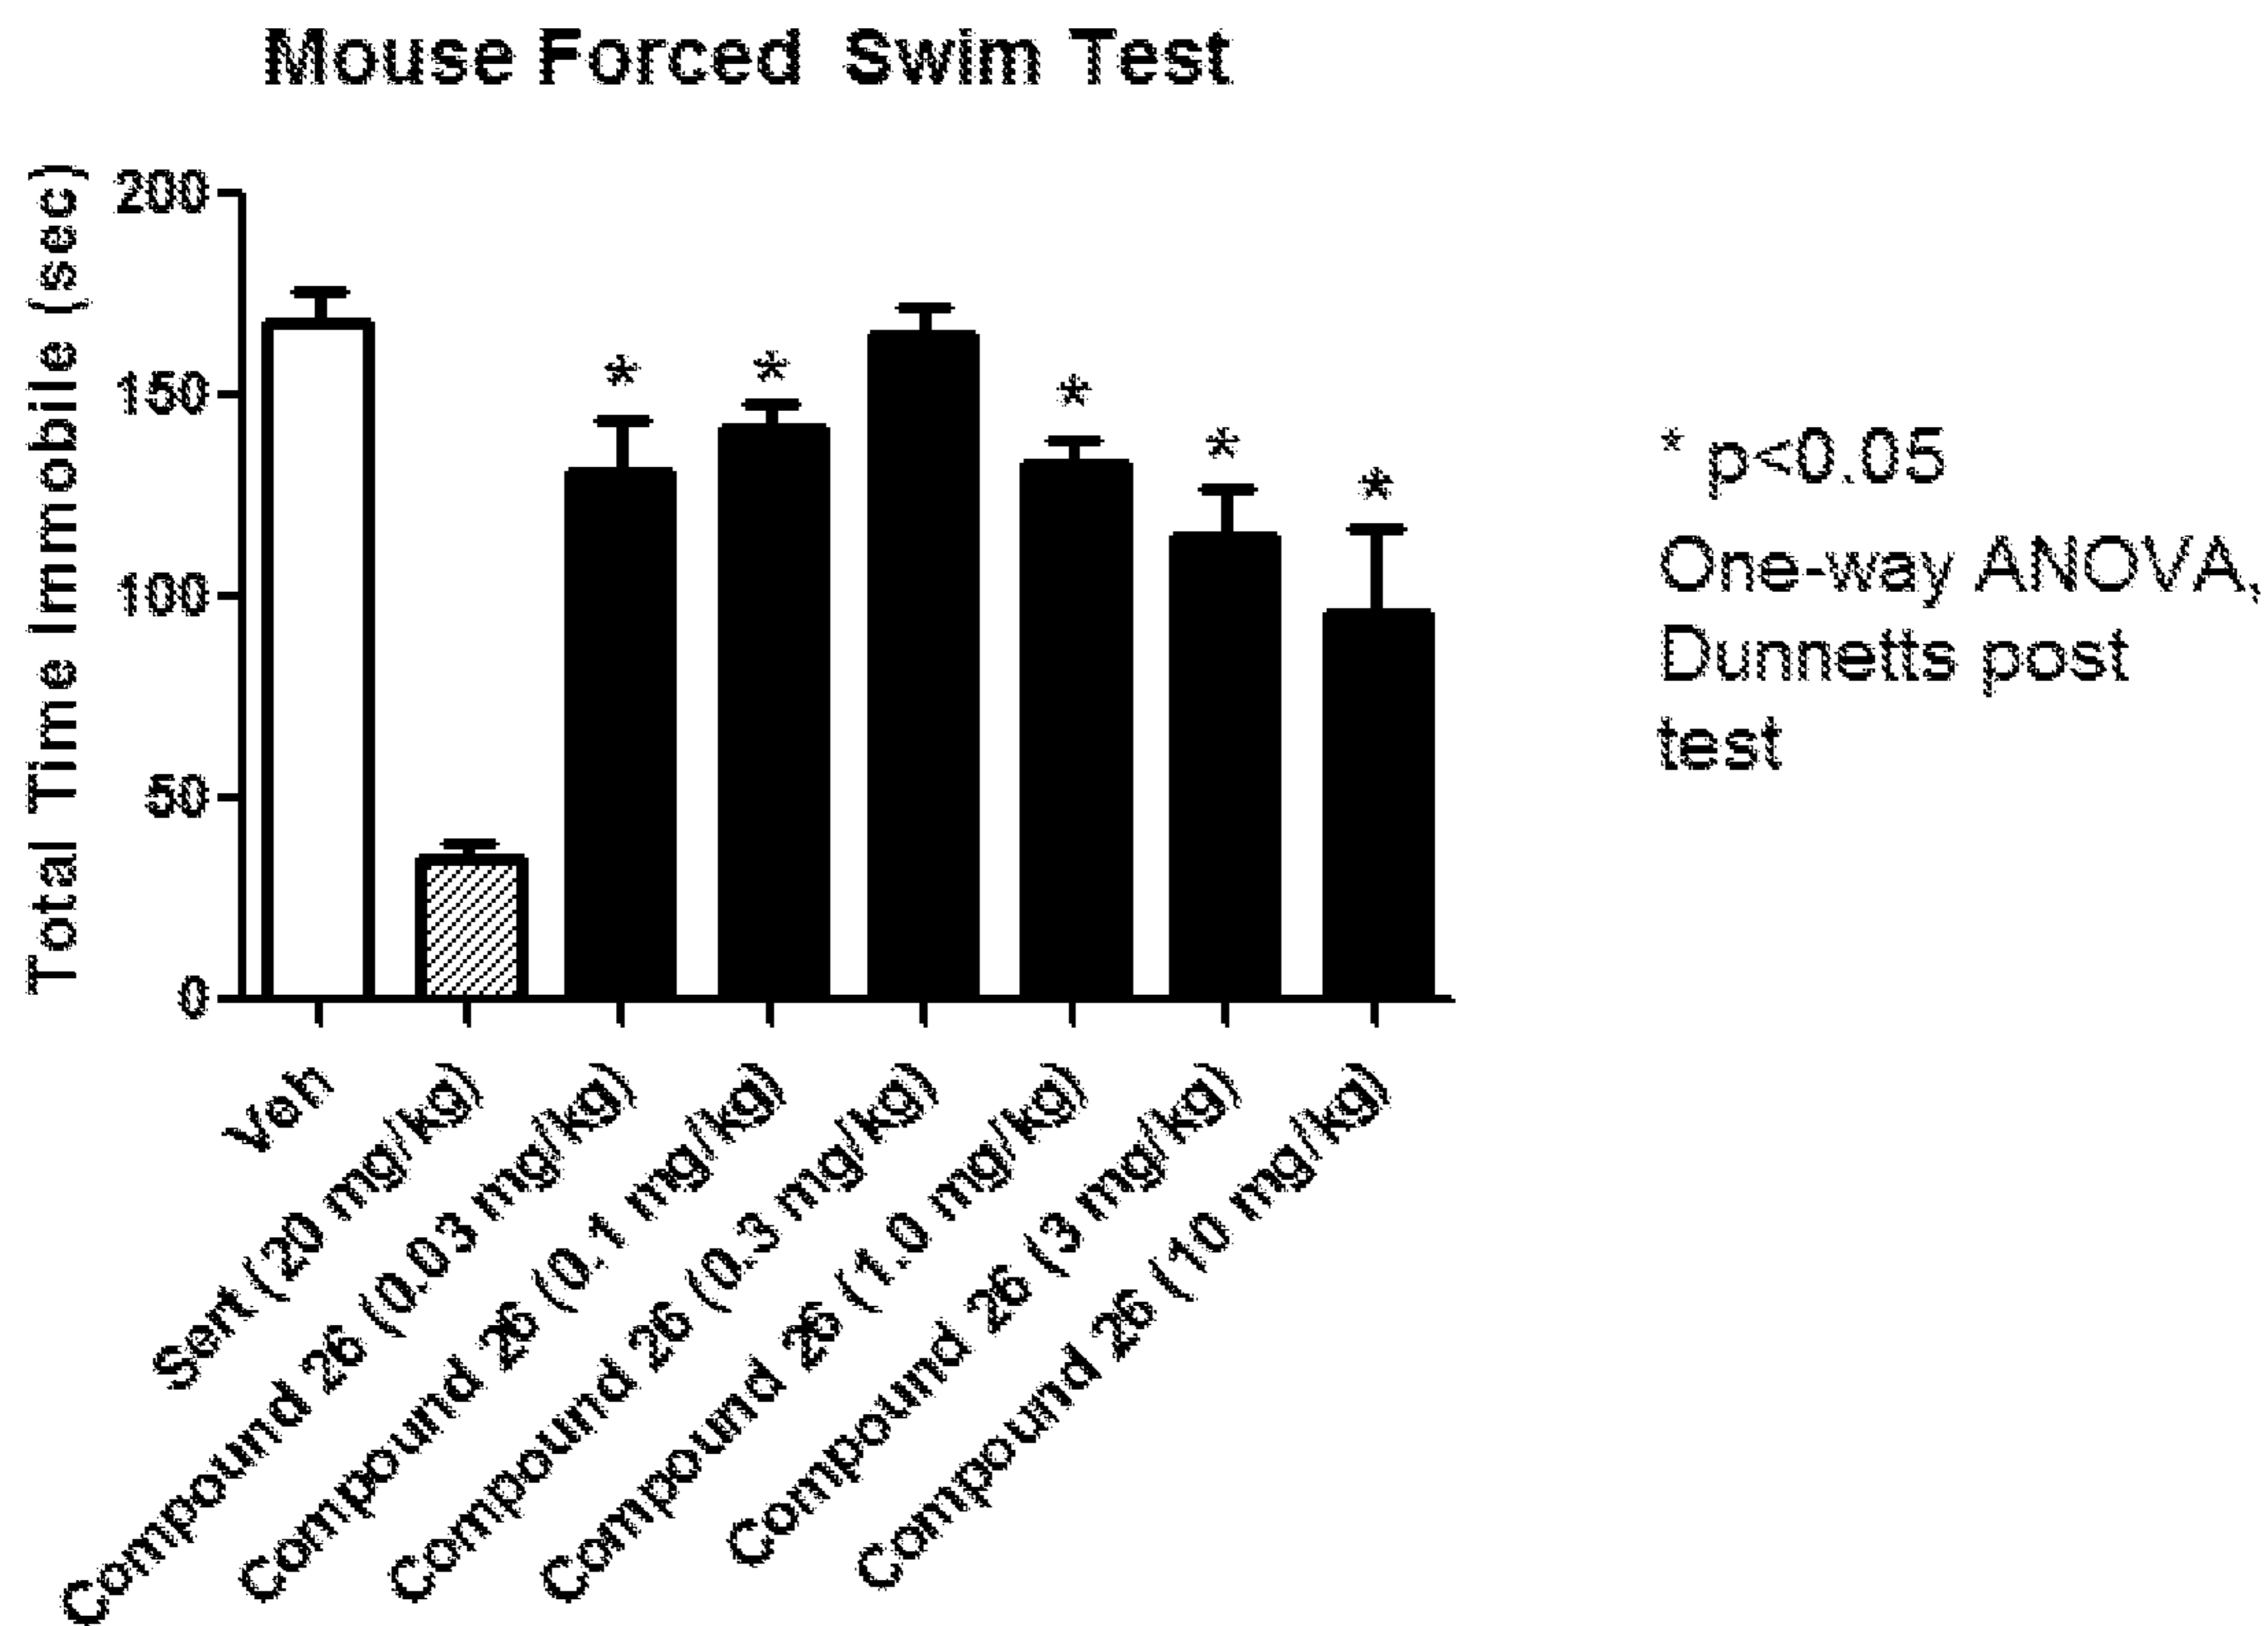 Mouse Forced Swim Test
Total Time Immobile (sec)
200
150
100
50
0
*
*
*
*
*
* p<0.05
One-way ANOVA,
Dunnetts post
test
Veh
Sert (20 mg/kg)
Compound 26 (0.03 mg/kg)
Compound 26 (0.1 mg/kg)
Compound 26 (0.3 mg/kg)
Compound 26 (1.0 mg/kg)
Compound 26 (3 mg/kg)
Compound 26 (10 mg/kg)